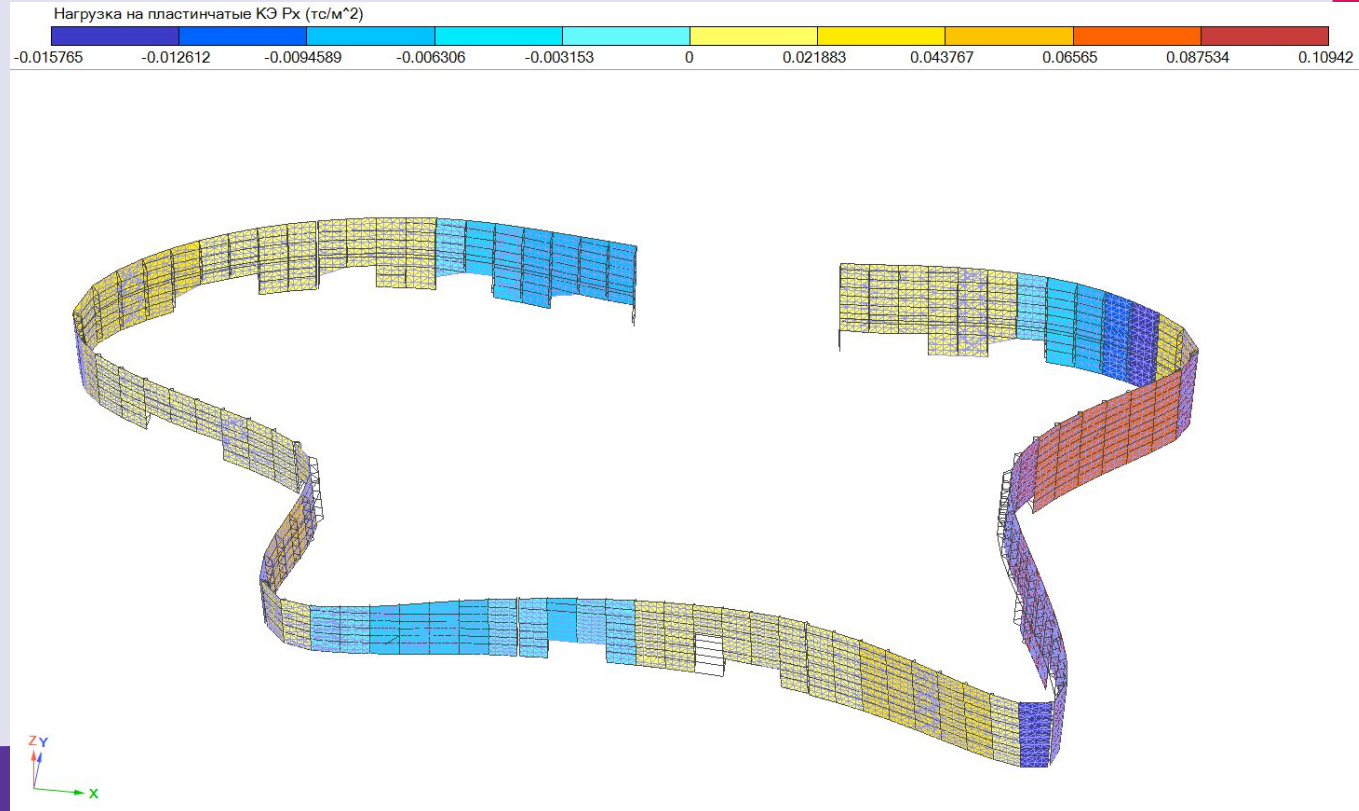 Нагрузка на пластинчатые КЭ Px (тс/м^2)
-0.015765 -0.012612 -0.0094589 -0.006306 -0.003153 0 0.021883 0.043767 0.06565 0.087534 0.10942
Z Y
X